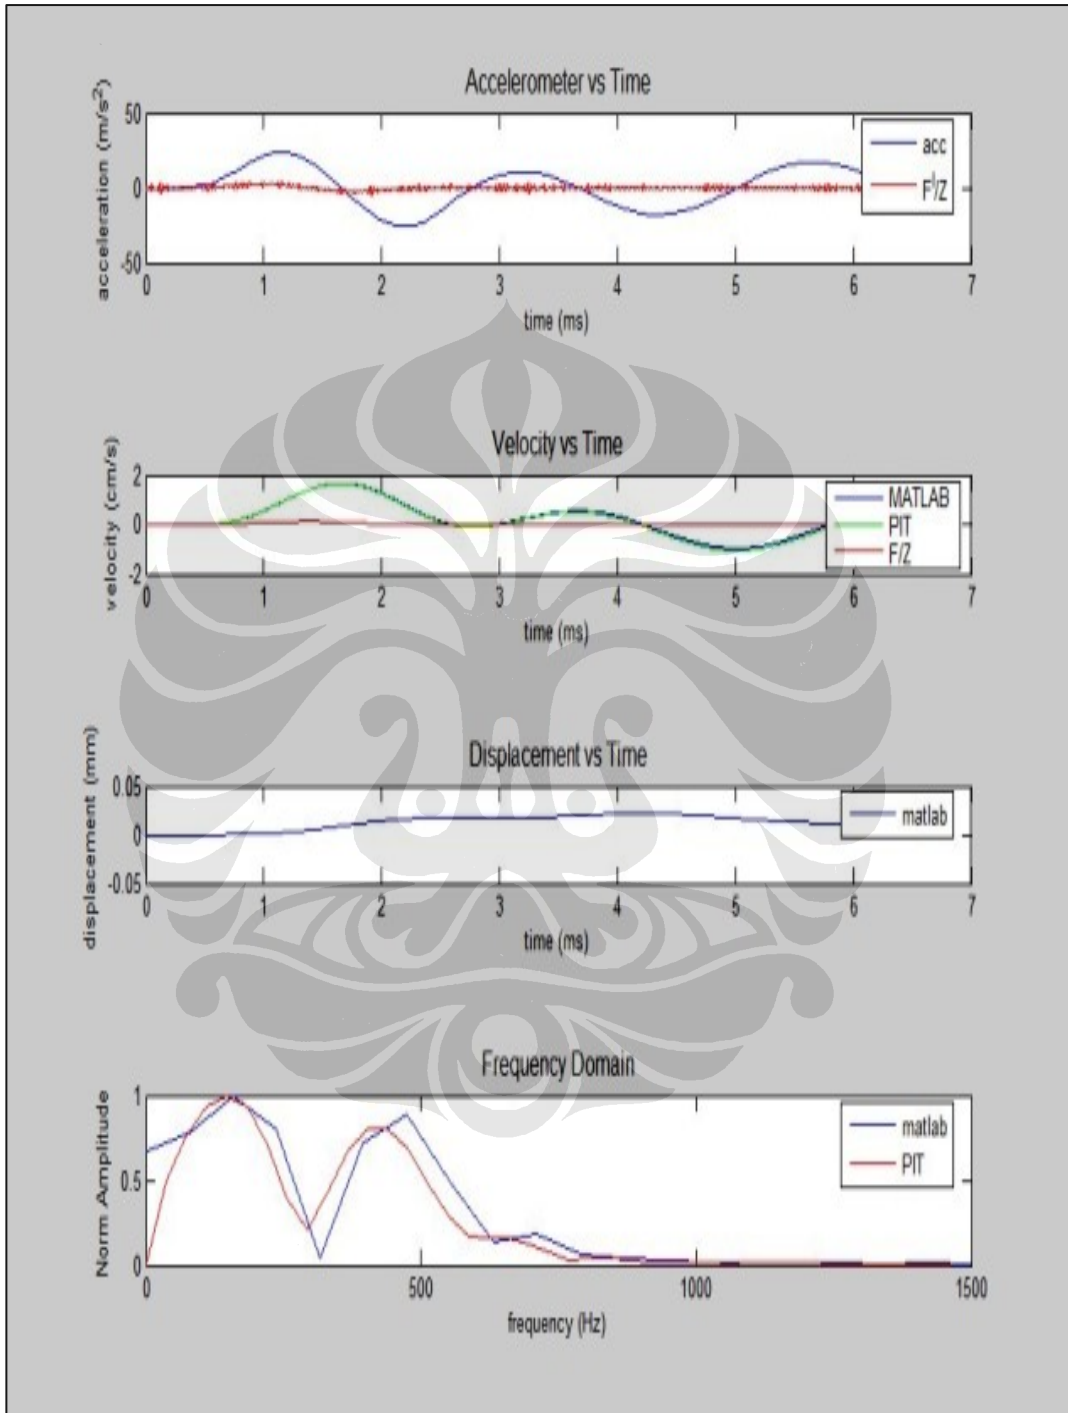 Accelerometer vs Time
acceleration (m/s²)
50
0
-50
acc
F'/Z
0 1 2 3 4 5 6 7
time (ms)
Velocity vs Time
velocity (cm/s)
2
0
-2
MATLAB
PIT
F/Z
0 1 2 3 4 5 6 7
time (ms)
Displacement vs Time
displacement (mm)
0.05
0
-0.05
matlab
0 1 2 3 4 5 6 7
time (ms)
Frequency Domain
Norm Amplitude
1
0.5
0
matlab
PIT
0 500 1000 1500
frequency (Hz)